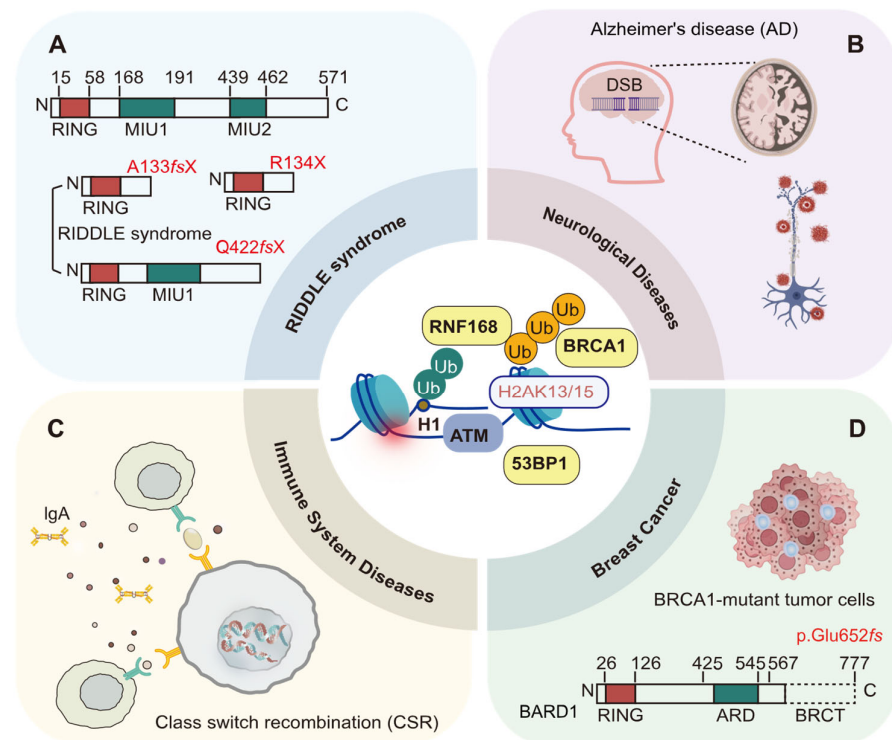 A
15 58 168 191 439 462 571
N C
RING MIU1 MIU2
A133fsX R134X
N N
RING RING
RIDDLE syndrome
Q422fsX
N
RING MIU1
B
Alzheimer's disease (AD)
DSB
RIDDLE syndrome
Neurological Diseases
Immune System Diseases
Breast Cancer
RNF168
Ub Ub Ub
BRCA1
Ub
Ub
H2AK13/15
H1
ATM
53BP1
C
IgA
Class switch recombination (CSR)
D
BRCA1-mutant tumor cells
p.Glu652fs
26 126 425 545 567 777
N C
BARD1 RING ARD BRCT